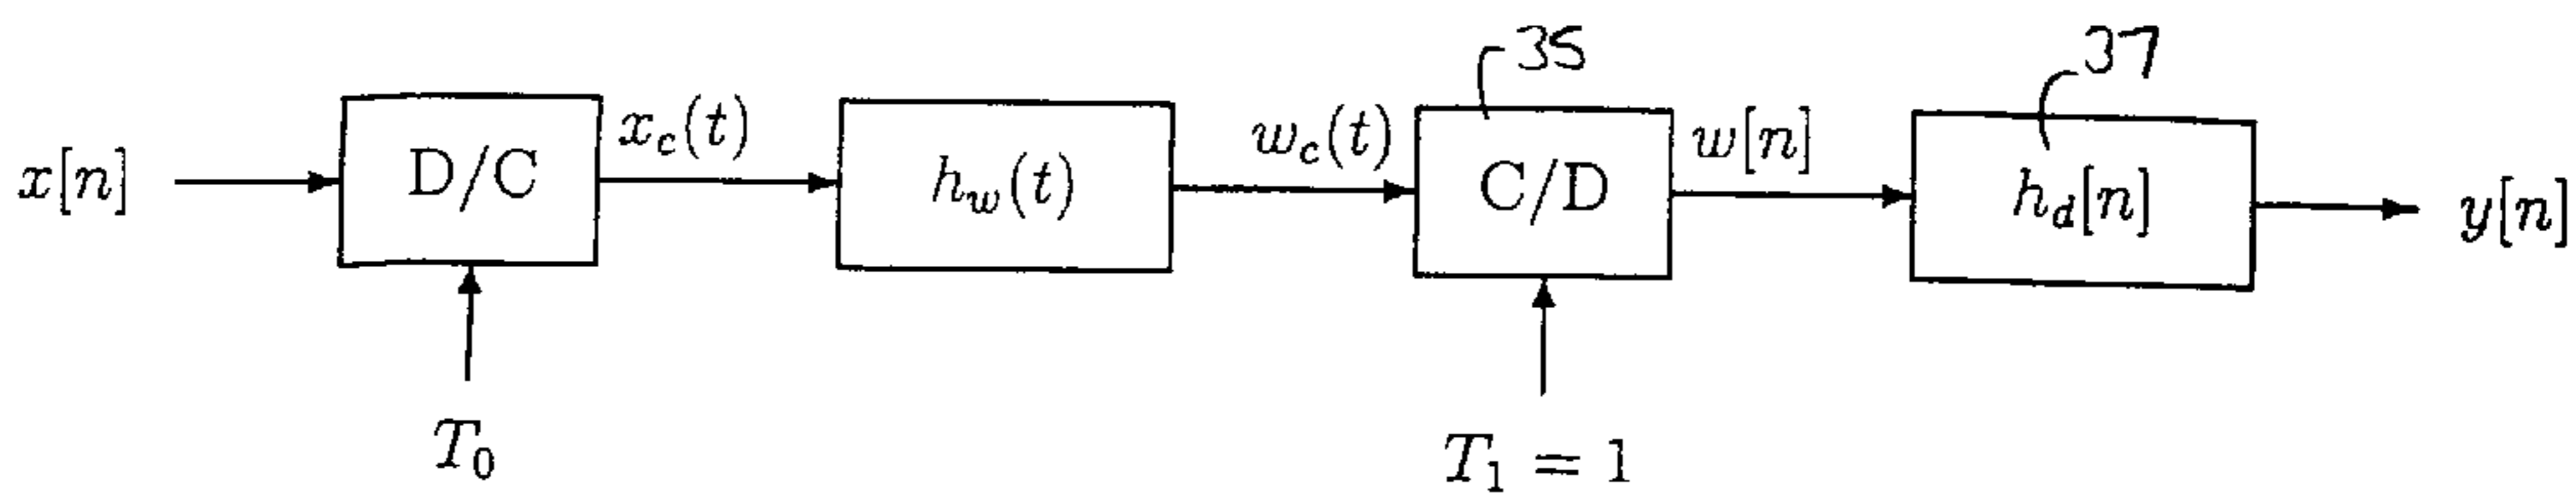 35
37
x[n]
D/C
x_c(t)
h_w(t)
w_c(t)
C/D
w[n]
h_d[n]
y[n]
T_0
T_1 = 1